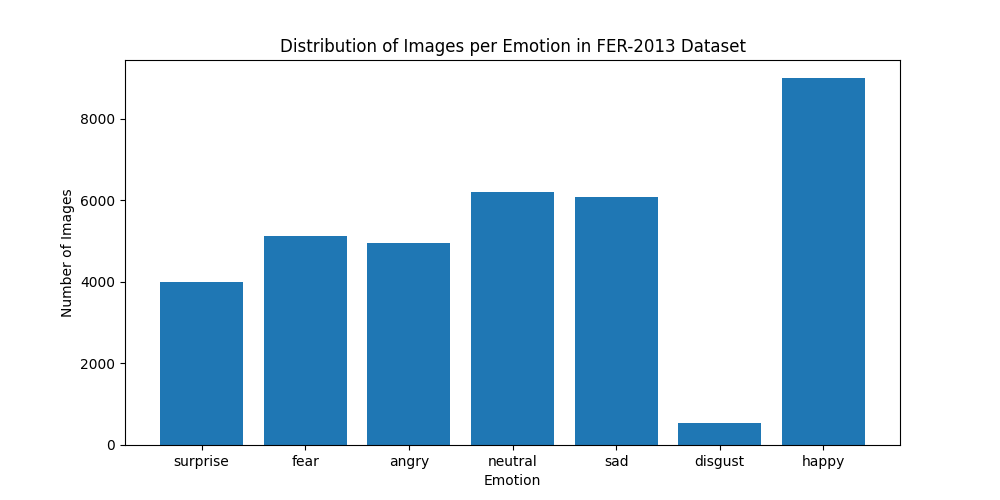 Distribution of Images per Emotion in FER-2013 Dataset
8000
6000
4000
2000
0
Number of Images
surprise fear angry neutral sad disgust happy
Emotion